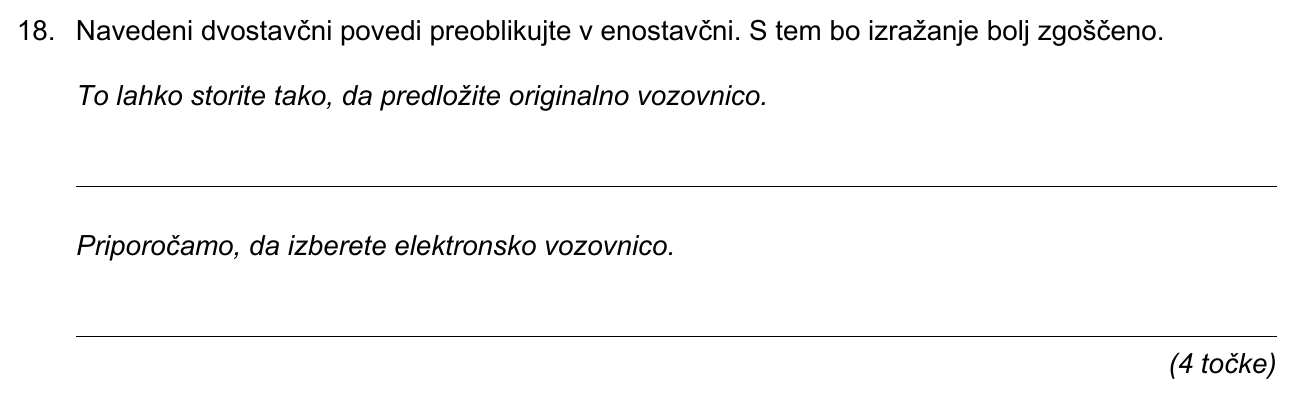 18. Navedeni dvostavčni povedi preoblikujte v enostavčni. S tem bo izražanje bolj zgoščeno.
To lahko storite tako, da predložite originalno vozovnico.
Priporočamo, da izberete elektronsko vozovnico.
(4 točke)